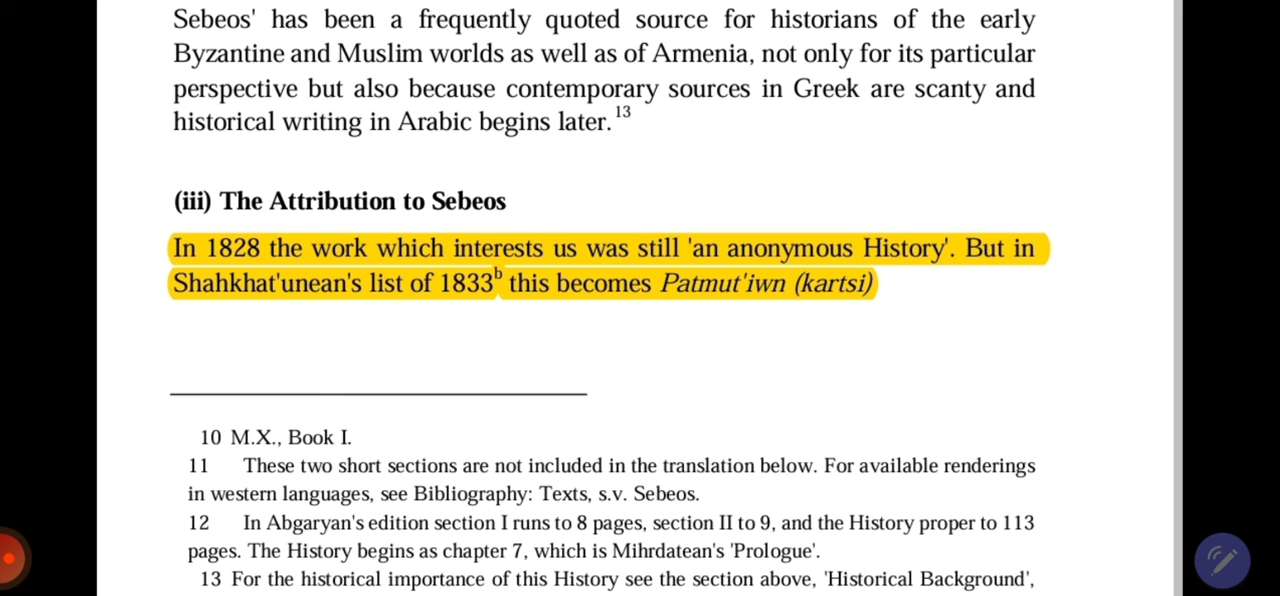 Sebeos' has been a frequently quoted source for historians of the early
Byzantine and Muslim worlds as well as of Armenia, not only for its particular
perspective but also because contemporary sources in Greek are scanty and
historical writing in Arabic begins later.13
(iii) The Attribution to Sebeos
In 1828 the work which interests us was still 'an anonymous History'. But in
Shahkhat'unean's list of 1833b this becomes Patmut'iwn (kartsi)
10 M.X., Book I.
11 These two short sections are not included in the translation below. For available renderings
in western languages, see Bibliography: Texts, s.v. Sebeos.
12 In Abgaryan's edition section I runs to 8 pages, section II to 9, and the History proper to 113
pages. The History begins as chapter 7, which is Mihrdatean's 'Prologue'.
13 For the historical importance of this History see the section above, 'Historical Background',